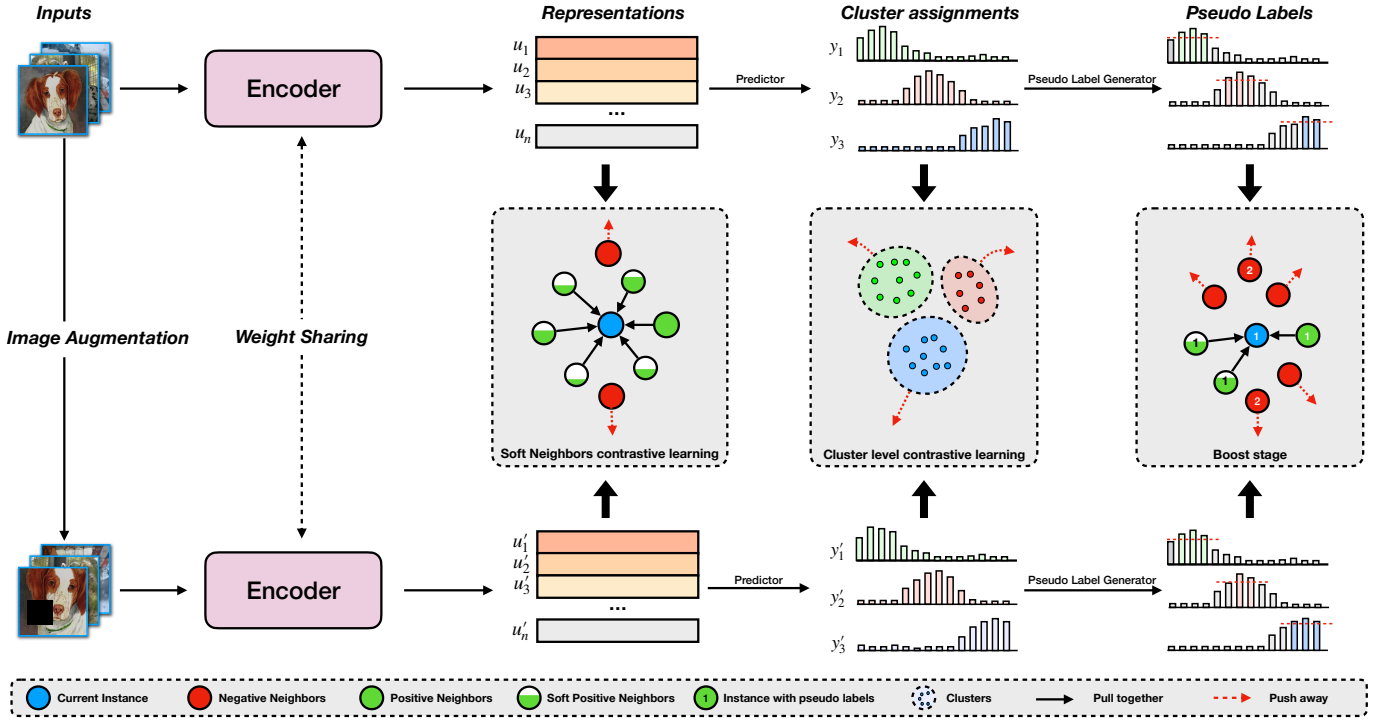 Inputs
Representations
Cluster assignments
Pseudo Labels
Encoder
u1
u2
u3
...
un
Predictor
y1
y2
y3
Pseudo Label Generator
Image Augmentation
Weight Sharing
Soft Neighbors contrastive learning
Cluster level contrastive learning
2
1
1
1
1
2
Boost stage
Encoder
u′1
u′2
u′3
...
u′n
Predictor
y′1
y′2
y′3
Pseudo Label Generator
Current Instance
Negative Neighbors
Positive Neighbors
Soft Positive Neighbors
1
Instance with pseudo labels
Clusters
Pull together
Push away